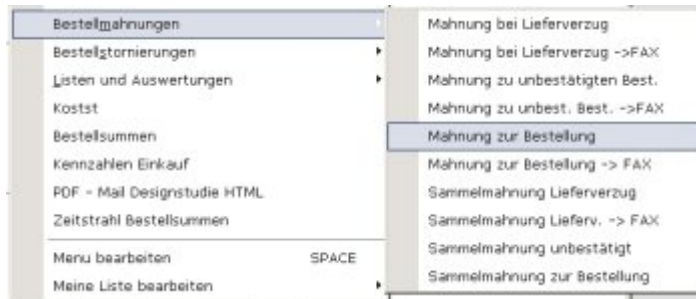 Bestellmahnungen
Bestellstornierungen
Listen und Auswertungen
Kostst
Bestellsummen
Kennzahlen Einkauf
PDF - Mail Designstudie HTML
Zeitstrahl Bestellsummen
Menu bearbeiten SPACE
Meine Liste bearbeiten
Mahnung bei Lieferverzug
Mahnung bei Lieferverzug ->FAX
Mahnung zu unbestätigten Best.
Mahnung zu unbest. Best. ->FAX
Mahnung zur Bestellung
Mahnung zur Bestellung -> FAX
Sammelmahnung Lieferverzug
Sammelmahnung Lieferv. -> FAX
Sammelmahnung unbestätigt
Sammelmahnung zur Bestellung